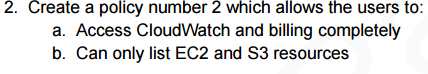 2. Create a policy number 2 which allows the users to:
a. Access CloudWatch and billing completely
b. Can only list EC2 and S3 resources